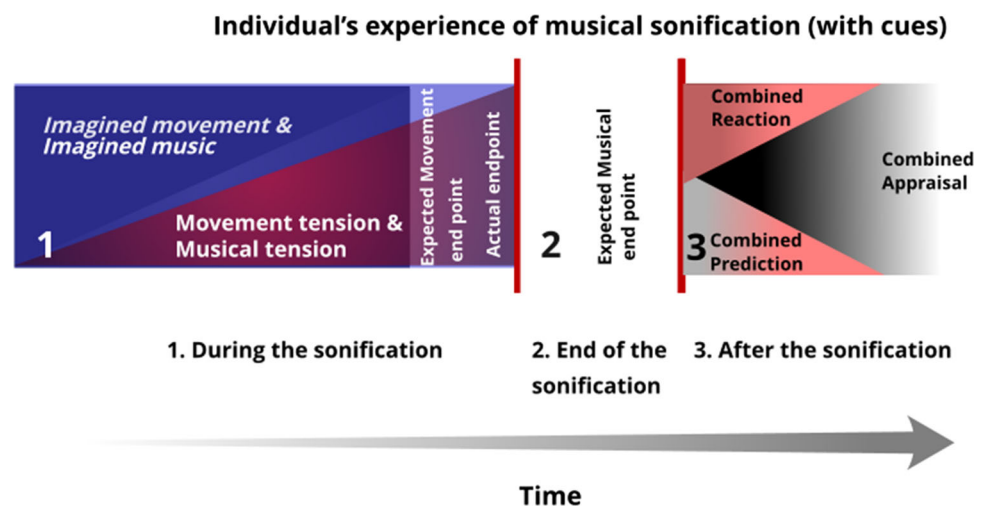 Individual’s experience of musical sonification (with cues)
Imagined movement &
Imagined music
1
Movement tension &
Musical tension
Expected Movement
end point
Actual endpoint
2
Expected Musical
end point
Combined
Reaction
Combined
Appraisal
3
Combined
Prediction
1. During the sonification
2. End of the
sonification
3. After the sonification
Time